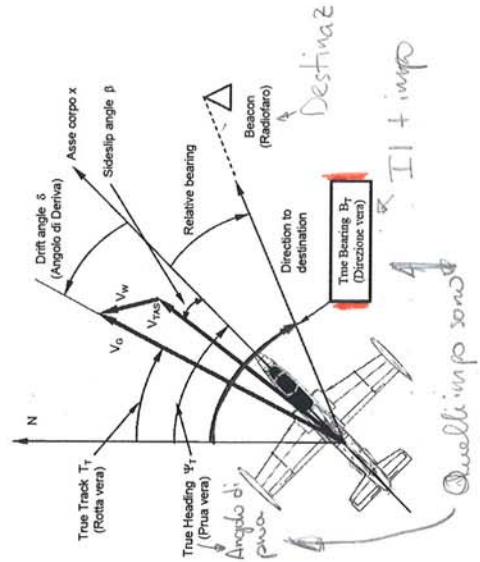 N
True Track T_T
(Rotta vera)
True Heading Ψ_T
(Prua vera)
Angolo di
prua
V_G
V_W
V_TAS
Drift angle δ
(Angolo di Deriva)
Asse corpo x
Sideslip angle β
Relative bearing
Direction to
destination
Beacon
(Radiofaro)
Destinaz
True Bearing B_T
(Direzione vera)
Il + impo
Quelli impo sono